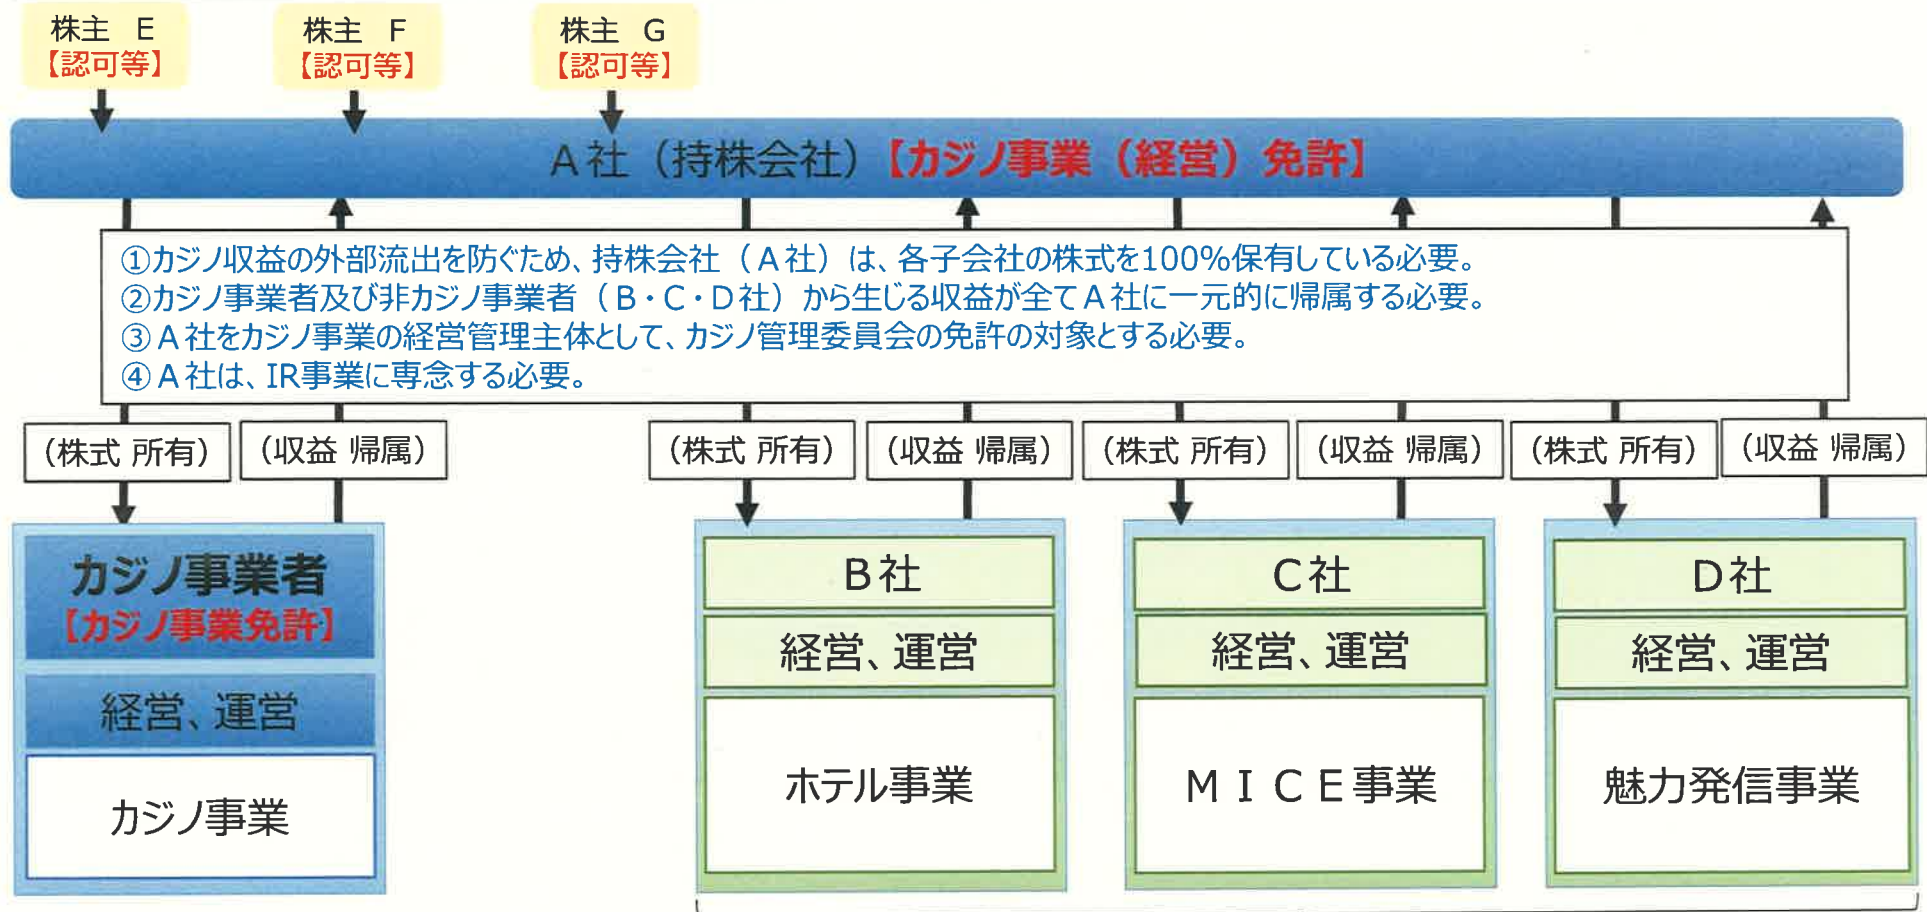 株主 E
【認可等】
株主 F
【認可等】
株主 G
【認可等】
A社（持株会社）【カジノ事業（経営）免許】
①カジノ収益の外部流出を防ぐため、持株会社（A社）は、各子会社の株式を100%保有している必要。
②カジノ事業者及び非カジノ事業者（B・C・D社）から生じる収益が全てA社に一元的に帰属する必要。
③A社をカジノ事業の経営管理主体として、カジノ管理委員会の免許の対象とする必要。
④A社は、IR事業に専念する必要。
（株式 所有）
（収益 帰属）
（株式 所有）
（収益 帰属）
（株式 所有）
（収益 帰属）
（株式 所有）
（収益 帰属）
カジノ事業者
【カジノ事業免許】
経営、運営
カジノ事業
B社
経営、運営
ホテル事業
C社
経営、運営
MICE事業
D社
経営、運営
魅力発信事業